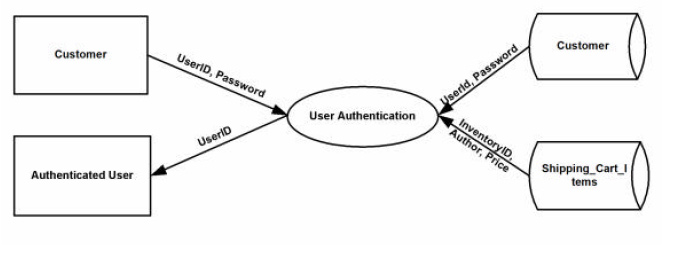 Customer
UserID, Password
User Authentication
UserId, Password
Customer
UserID
Authenticated User
InventoryID,
Author, Price
Shipping_Cart_I
tems